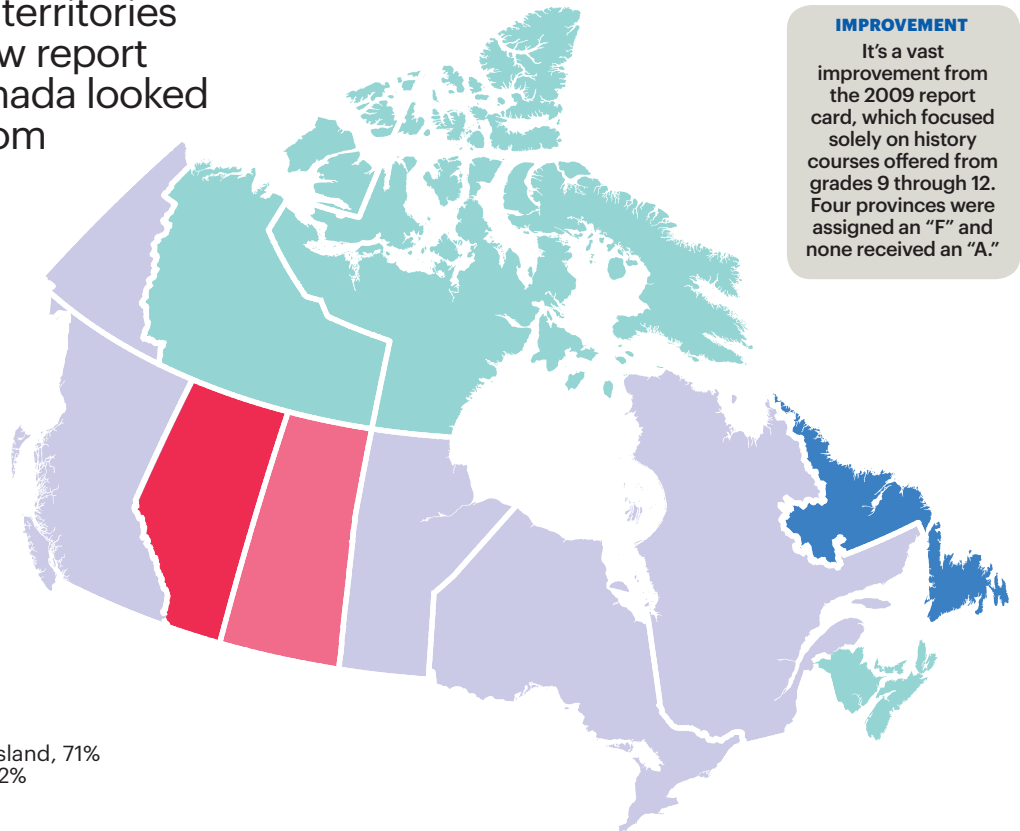 territories
w report
nada looked
om
IMPROVEMENT
It’s a vast
improvement from
the 2009 report
card, which focused
solely on history
courses offered from
grades 9 through 12.
Four provinces were
assigned an “F” and
none received an “A.”
sland, 71%
2%